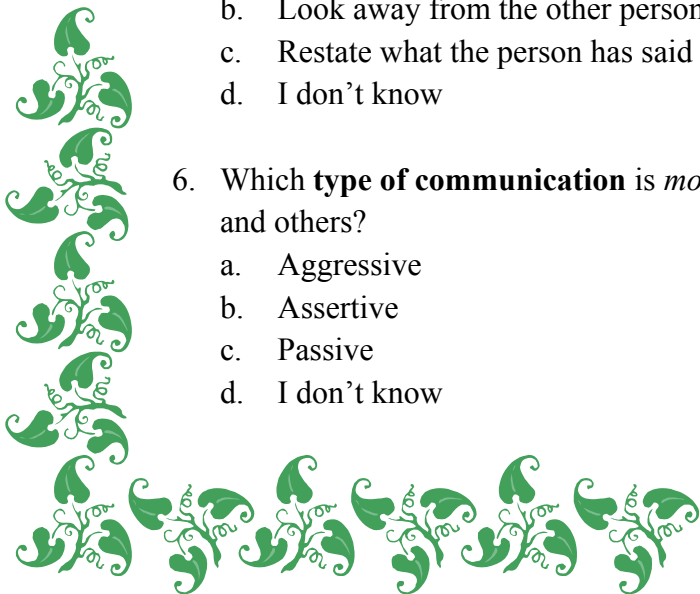 b. Look away from the other person
c. Restate what the person has said
d. I don’t know
6. Which type of communication is
and others?
a. Aggressive
b. Assertive
c. Passive
d. I don’t know